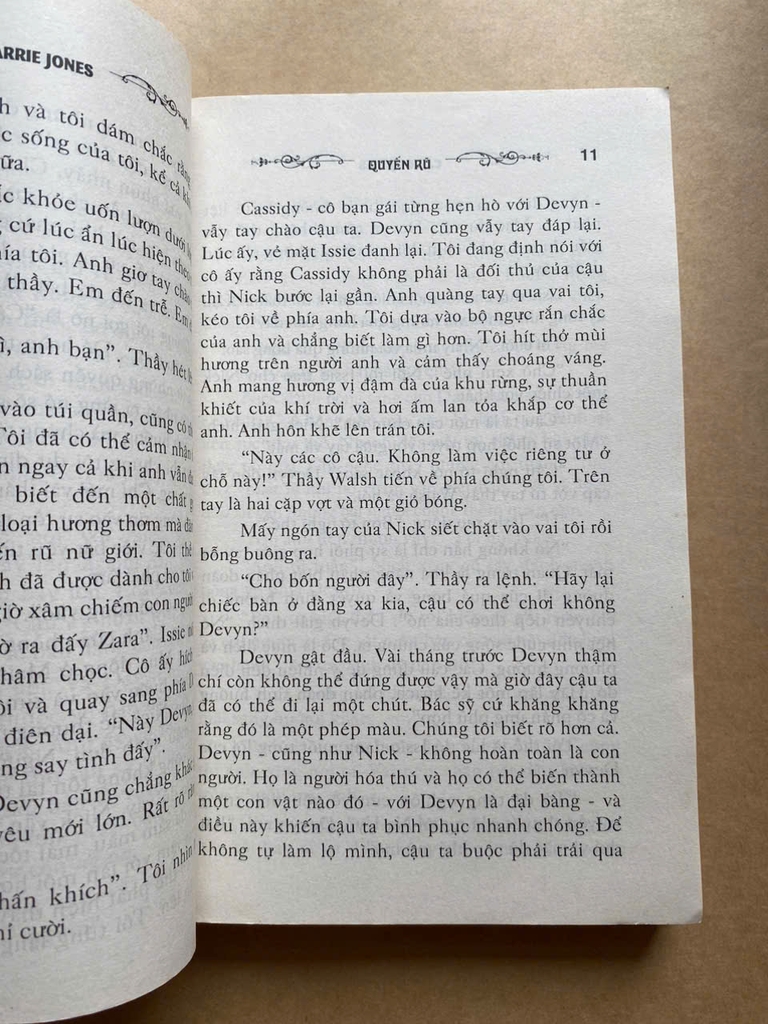 ARRIE JONES
và tôi dám chắc rằng
sống của tôi, kể cả
khỏe uốn lượn dưới
cứ lúc ẩn lúc hiện theo
tôi. Anh giơ tay chào
thầy. Em đến trễ. Em
anh bạn”. Thầy hét
vào túi quần, cũng có
Tôi đã có thể cảm nhận
ngay cả khi anh vẫn
biết đến một chất
loại hương thơm mà
rũ nữ giới. Tôi
đã được dành cho tôi
xâm chiếm con người
ra đấy Zara”. Issie
châm chọc. Cô ấy hích
và quay sang phía
điên dại. “Này Devyn,
say tình đấy”.
Devyn cũng chẳng khác
yêu mới lớn. Rất rõ
phấn khích”. Tôi nhìn
cười.
QUYẾN RŨ 11
Cassidy - cô bạn gái từng hẹn hò với Devyn -
vẫy tay chào cậu ta. Devyn cũng vẫy tay đáp lại.
Lúc ấy, vẻ mặt Issie đanh lại. Tôi đang định nói với
cô ấy rằng Cassidy không phải là đối thủ của cậu
thì Nick bước lại gần. Anh quàng tay qua vai tôi,
kéo tôi về phía anh. Tôi dựa vào bộ ngực rắn chắc
của anh và chẳng biết làm gì hơn. Tôi hít thở mùi
hương trên người anh và cảm thấy choáng váng.
Anh mang hương vị đậm đà của khu rừng, sự thuần
khiết của khí trời và hơi ấm lan tỏa khắp cơ thể
anh. Anh hôn khẽ lên trán tôi.
“Này các cô cậu. Không làm việc riêng tư ở
chỗ này!” Thầy Walsh tiến về phía chúng tôi. Trên
tay là hai cặp vợt và một giỏ bóng.
Mấy ngón tay của Nick siết chặt vào vai tôi rồi
bỗng buông ra.
“Cho bốn người đây”. Thầy ra lệnh. “Hãy lại
chiếc bàn ở đằng xa kia, cậu có thể chơi không
Devyn?”
Devyn gật đầu. Vài tháng trước Devyn thậm
chí còn không thể đứng được vậy mà giờ đây cậu ta
đã có thể đi lại một chút. Bác sỹ cứ khăng khăng
rằng đó là một phép màu. Chúng tôi biết rõ hơn cả.
Devyn - cũng như Nick - không hoàn toàn là con
người. Họ là người hóa thú và họ có thể biến thành
một con vật nào đó - với Devyn là đại bàng - và
điều này khiến cậu ta bình phục nhanh chóng. Để
không tự làm lộ mình, cậu ta buộc phải trải qua